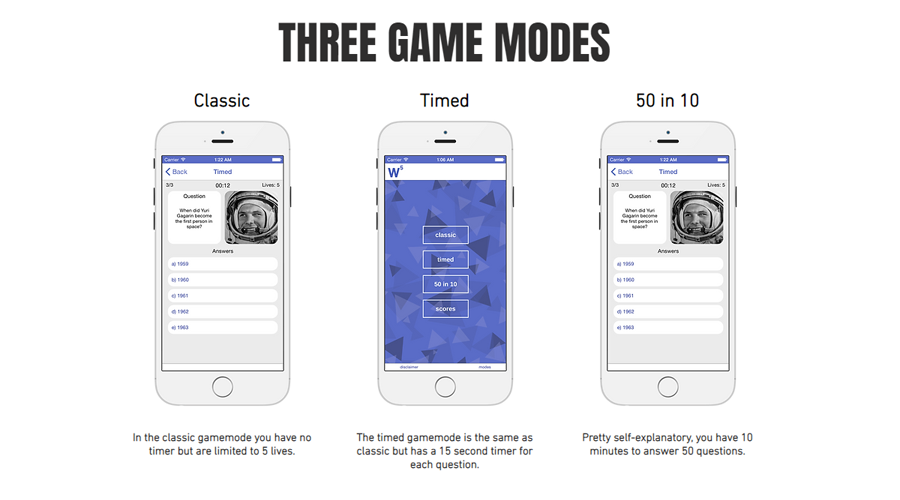 THREE GAME MODES
Classic
Carrier 1:22 AM
Back Timed
3/3 00:12 Lives: 5
Question
When did Yuri
Gagarin become
the first person in
space?
Answers
a) 1959
b) 1960
c) 1961
d) 1962
e) 1963
In the classic gamemode you have no
timer but are limited to 5 lives.
Timed
Carrier 1:06 AM
W5
classic
timed
50 in 10
scores
disclaimer modes
The timed gamemode is the same as
classic but has a 15 second timer for
each question.
50 in 10
Carrier 1:22 AM
Back Timed
3/3 00:12 Lives: 5
Question
When did Yuri
Gagarin become
the first person in
space?
Answers
a) 1959
b) 1960
c) 1961
d) 1962
e) 1963
Pretty self-explanatory, you have 10
minutes to answer 50 questions.